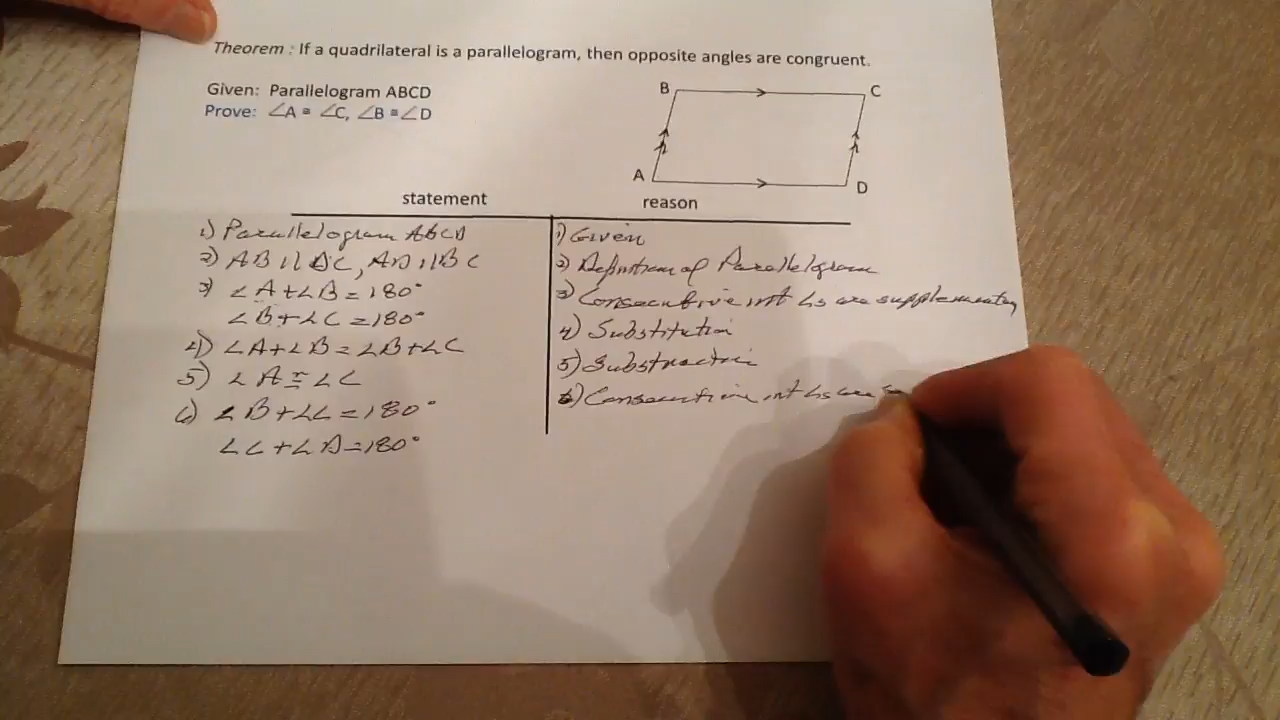 Theorem : If a quadrilateral is a parallelogram, then opposite angles are congruent.
Given: Parallelogram ABCD
Prove: ∠A ≅ ∠C, ∠B ≅ ∠D
B C
A D
statement reason
1) Parallelogram ABCD 1) Given
2) AB || DC, AD || BC 2) Definition of Parallelogram
3) ∠A + ∠B = 180° 3) Consecutive int ∠s are supplementary
∠B + ∠C = 180° 4) Substitution
4) ∠A + ∠B = ∠B + ∠C 5) Substraction
5) ∠A ≅ ∠C
6) ∠B + ∠C = 180° 6) Consecutive int ∠s are s
∠C + ∠D = 180°